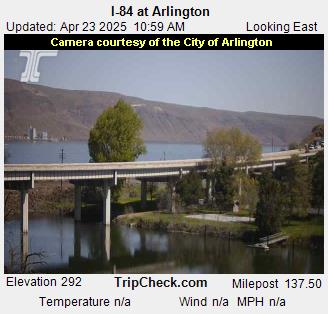 I-84 at Arlington
Updated: Apr 23 2025 10:59 AM Looking East
Camera courtesy of the City of Arlington
Elevation 292 TripCheck.com Milepost 137.50
Temperature n/a Wind n/a MPH n/a